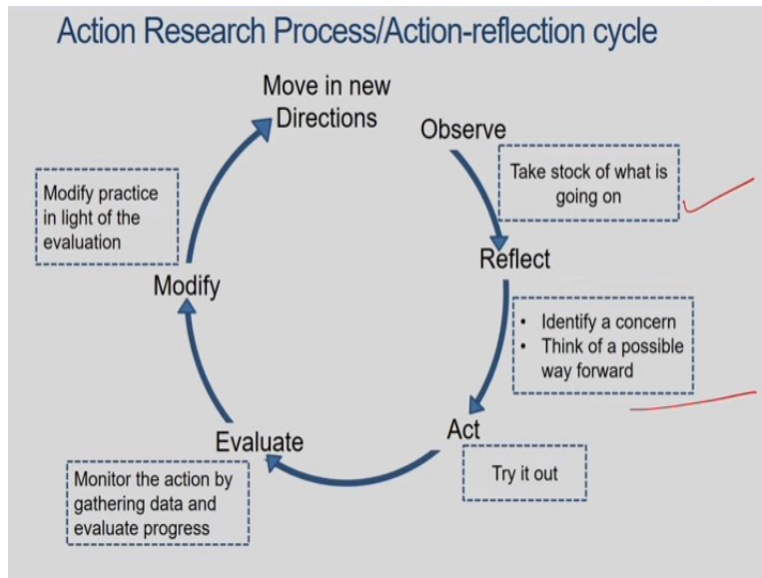 Action Research Process/Action-reflection cycle
Move in new
Directions
Observe
Take stock of what is
going on
Reflect
• Identify a concern
• Think of a possible
way forward
Act
Try it out
Evaluate
Monitor the action by
gathering data and
evaluate progress
Modify
Modify practice
in light of the
evaluation